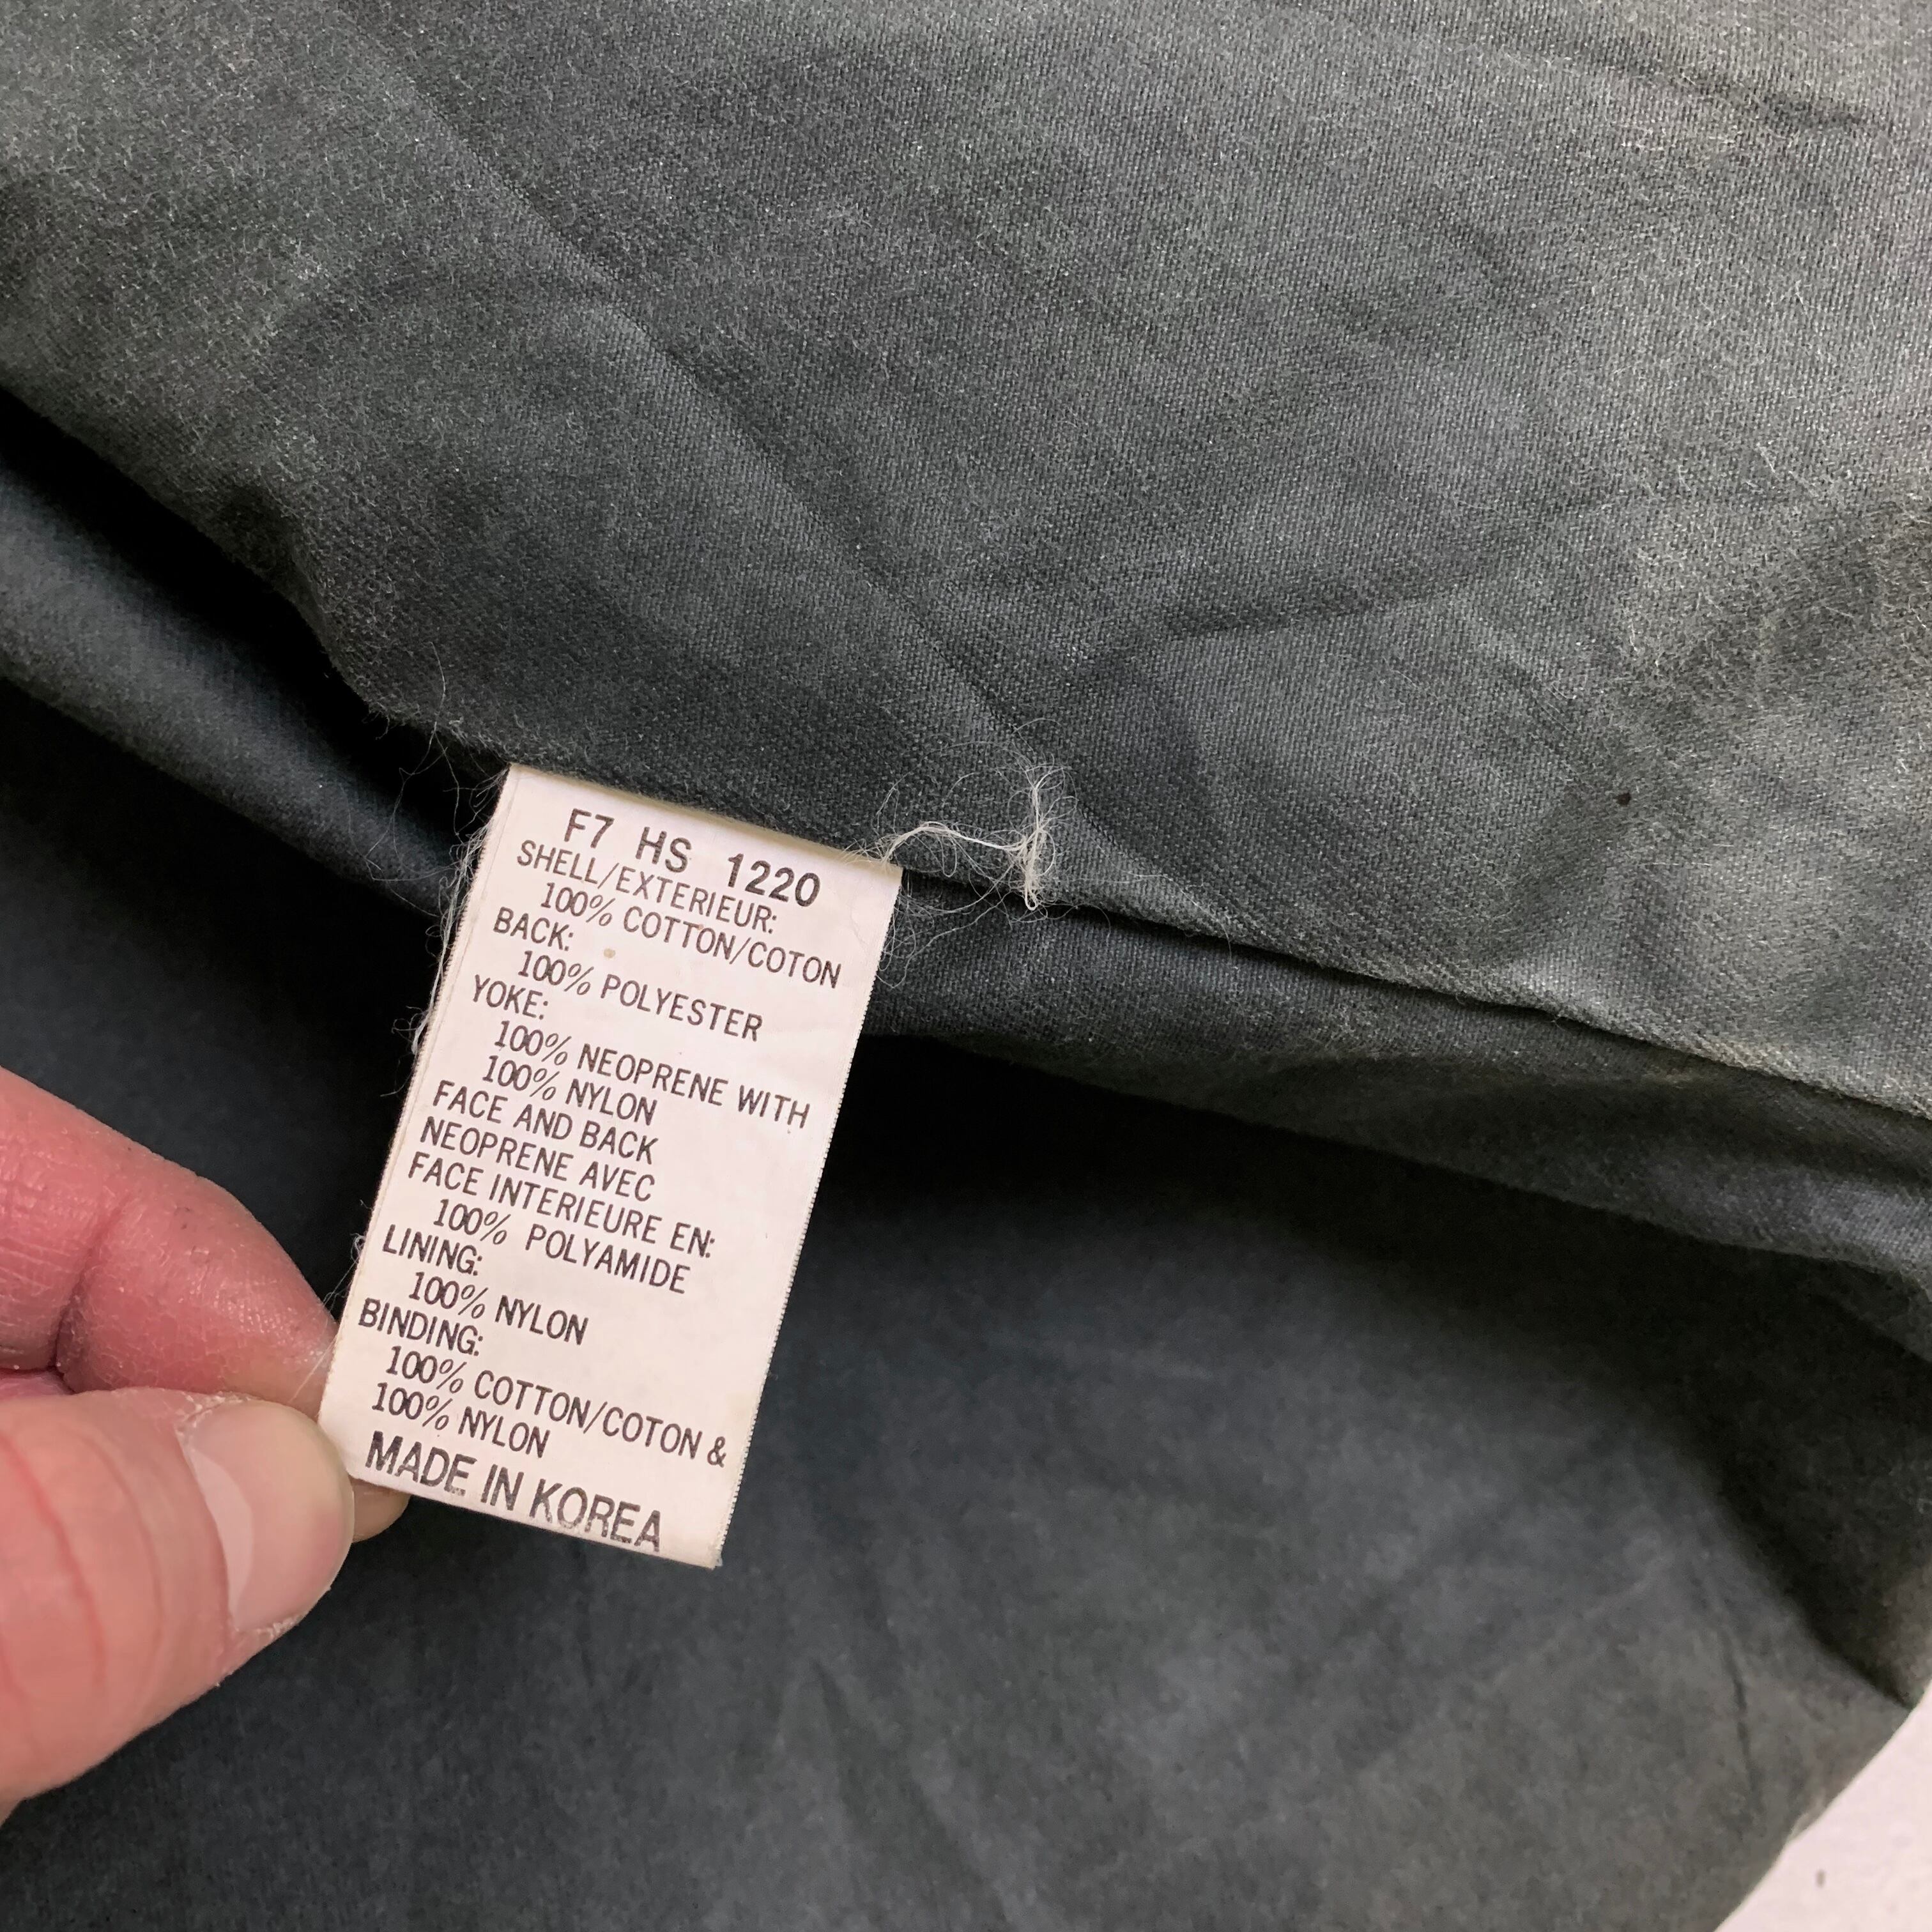 F7 HS 1220
SHELL/EXTERIEUR:
100% COTTON/COTON
BACK:
100% POLYESTER
YOKE:
100% NEOPRENE WITH
100% NYLON
FACE AND BACK
NEOPRENE AVEC
FACE INTERIEURE EN:
100% POLYAMIDE
LINING:
100% NYLON
BINDING:
100% COTTON/COTON &
100% NYLON
MADE IN KOREA